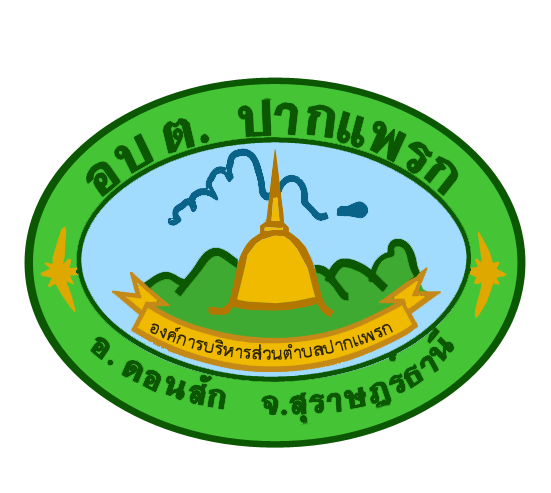 อบต. ปากแพรก
องค์การบริหารส่วนตำบลปากแพรก
อ. ดอนสัก จ.สุราษฎร์ธานี